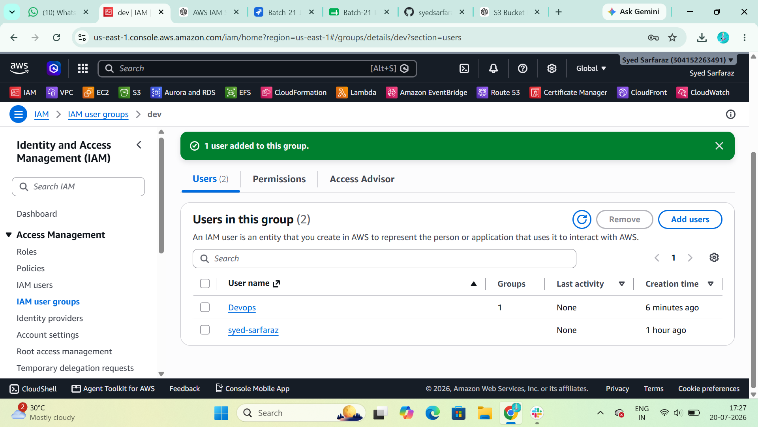 (10) What
dev | IAM
AWS IAM -
Batch-21
Batch-21
syedsarfa
S3 Bucket
Ask Gemini
us-east-1.console.aws.amazon.com/iam/home?region=us-east-1#/groups/details/dev?section=users
aws
Search
[Alt+S]
Global
Syed Sarfaraz (304152263491)
Syed Sarfaraz
IAM
VPC
EC2
S3
Aurora and RDS
EFS
CloudFormation
Lambda
Amazon EventBridge
Route 53
Certificate Manager
CloudFront
CloudWatch
IAM
IAM user groups
dev
Identity and Access
Management (IAM)
Search IAM
Dashboard
Access Management
Roles
Policies
IAM users
IAM user groups
Identity providers
Account settings
Root access management
Temporary delegation requests
1 user added to this group.
Users (2)
Permissions
Access Advisor
Users in this group (2)
Remove
Add users
An IAM user is an entity that you create in AWS to represent the person or application that uses it to interact with AWS.
Search
1
User name
Groups
Last activity
Creation time
Devops
1
None
6 minutes ago
syed-sarfaraz
None
1 hour ago
CloudShell
Agent Toolkit for AWS
Feedback
Console Mobile App
© 2026, Amazon Web Services, Inc. or its affiliates.
Privacy
Terms
Cookie preferences
2
30°C
Mostly cloudy
Search
ENG
IN
17:27
20-07-2026